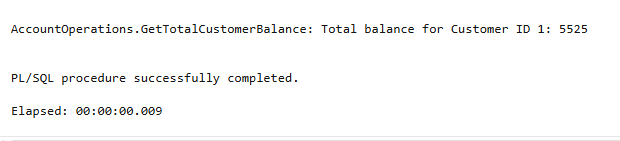 AccountOperations.GetTotalCustomerBalance: Total balance for Customer ID 1: 5525
PL/SQL procedure successfully completed.
Elapsed: 00:00:00.009